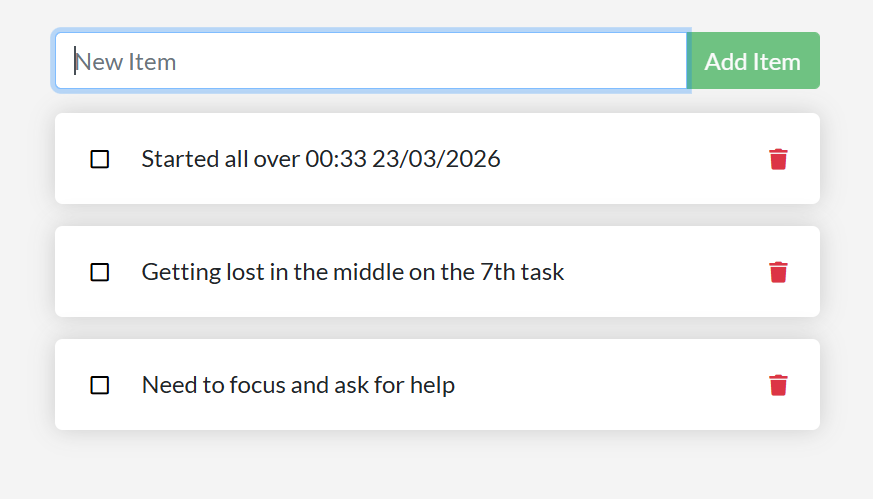 New Item Add Item
Started all over 00:33 23/03/2026
Getting lost in the middle on the 7th task
Need to focus and ask for help